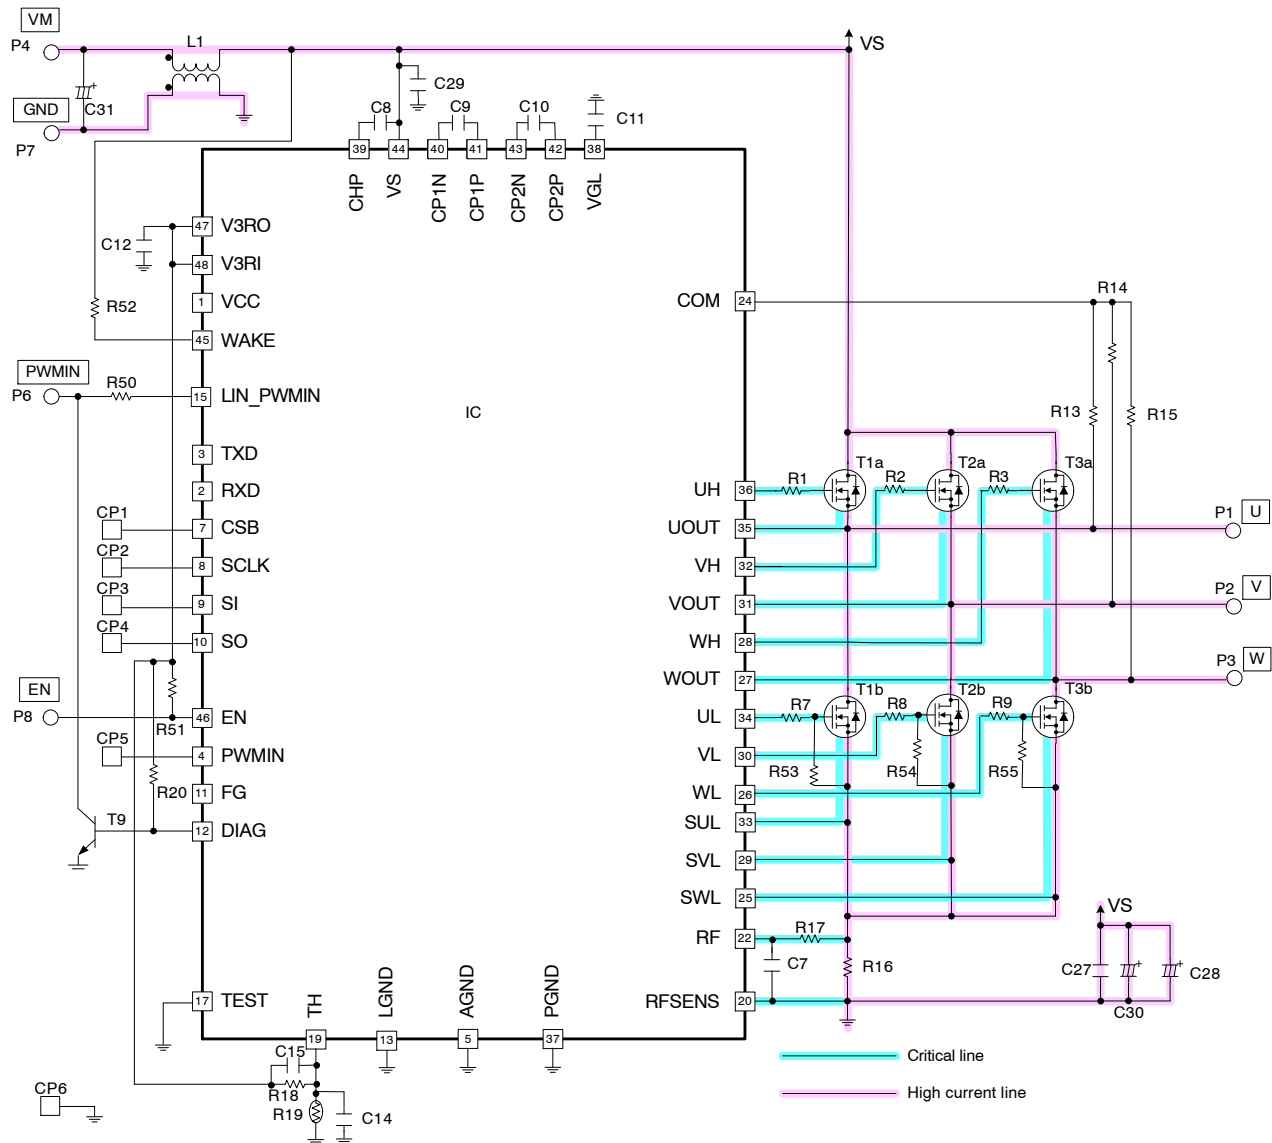 VM
P4
L1
VS
C31
C29
GND
P7
C8
C9
C10
C11
39
44
40
41
43
42
38
CHP
VS
CP1N
CP1P
CP2N
CP2P
VGL
C12
47 V3RO
48 V3RI
1 VCC
R52
45 WAKE
PWMIN
P6
R50
15 LIN_PWMIN
IC
3 TXD
2 RXD
CP1
7 CSB
CP2
8 SCLK
CP3
9 SI
CP4
10 SO
EN
P8
R51
46 EN
CP5
4 PWMIN
R20
11 FG
T9
12 DIAG
COM 24
R14
R13
R15
T1a
T2a
T3a
UH 36
R1
R2
R3
UOUT 35
P1
U
VH 32
VOUT 31
P2
V
WH 28
WOUT 27
P3
W
T1b
T2b
T3b
UL 34
R7
R8
R9
VL 30
R53
R54
R55
WL 26
SUL 33
SVL 29
SWL 25
VS
RF 22
R17
C7
R16
C27
C28
C30
RFSENS 20
17 TEST
TH
LGND
AGND
PGND
19
13
5
37
C15
R18
R19
C14
CP6
Critical line
High current line